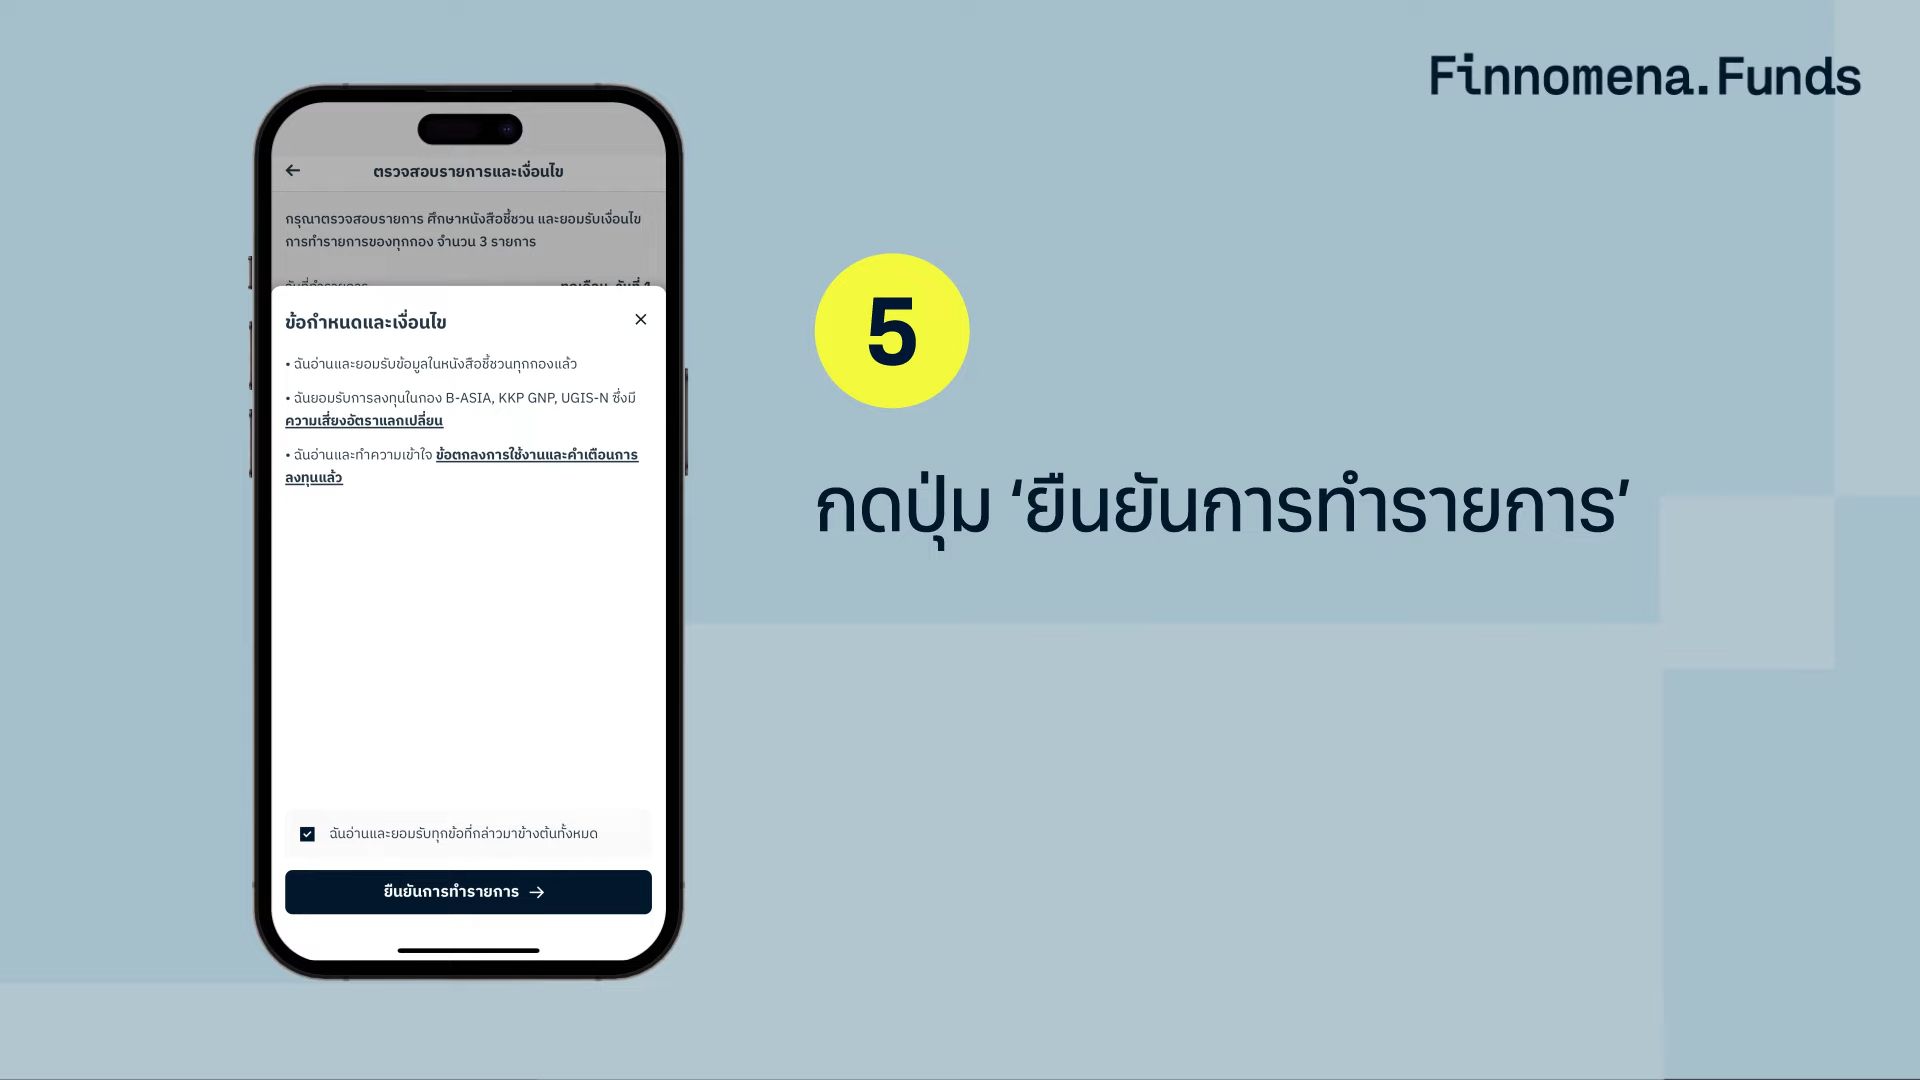 Finnomena.Funds
ตรวจสอบรายการและเงื่อนไข
กรุณาตรวจสอบรายการ ศึกษาหนังสือชี้ชวน และยอมรับเงื่อนไข
การทำรายการของทุกกอง จำนวน 3 รายการ
ข้อกำหนดและเงื่อนไข
• ฉันอ่านและยอมรับข้อมูลในหนังสือชี้ชวนทุกกองแล้ว
• ฉันยอมรับการลงทุนในกอง B-ASIA, KKP GNP, UGIS-N ซึ่งมี
ความเสี่ยงอัตราแลกเปลี่ยน
• ฉันอ่านและทำความเข้าใจ ข้อตกลงการใช้งานและคำเตือนการ
ลงทุนแล้ว
ฉันอ่านและยอมรับทุกข้อที่กล่าวมาข้างต้นทั้งหมด
ยืนยันการทำรายการ →
5
กดปุ่ม ‘ยืนยันการทำรายการ’